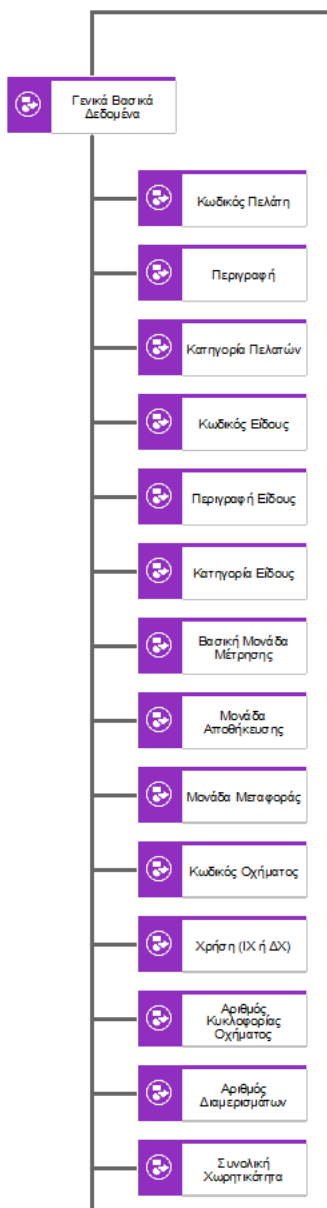 Γενικά Βασικά
Δεδομένα
Κωδικός Πελάτη
Περιγραφή
Κατηγορία Πελατών
Κωδικός Είδους
Περιγραφή Είδους
Κατηγορία Είδους
Βασική Μονάδα
Μέτρησης
Μονάδα
Αποθήκευσης
Μονάδα Μεταφοράς
Κωδικός Οχήματος
Χρήση (ΙΧ ή ΔΧ)
Αριθμός
Κυκλοφορίας
Οχήματος
Αριθμός
Διαμερισμάτων
Συνολική
Χωρητικότητα